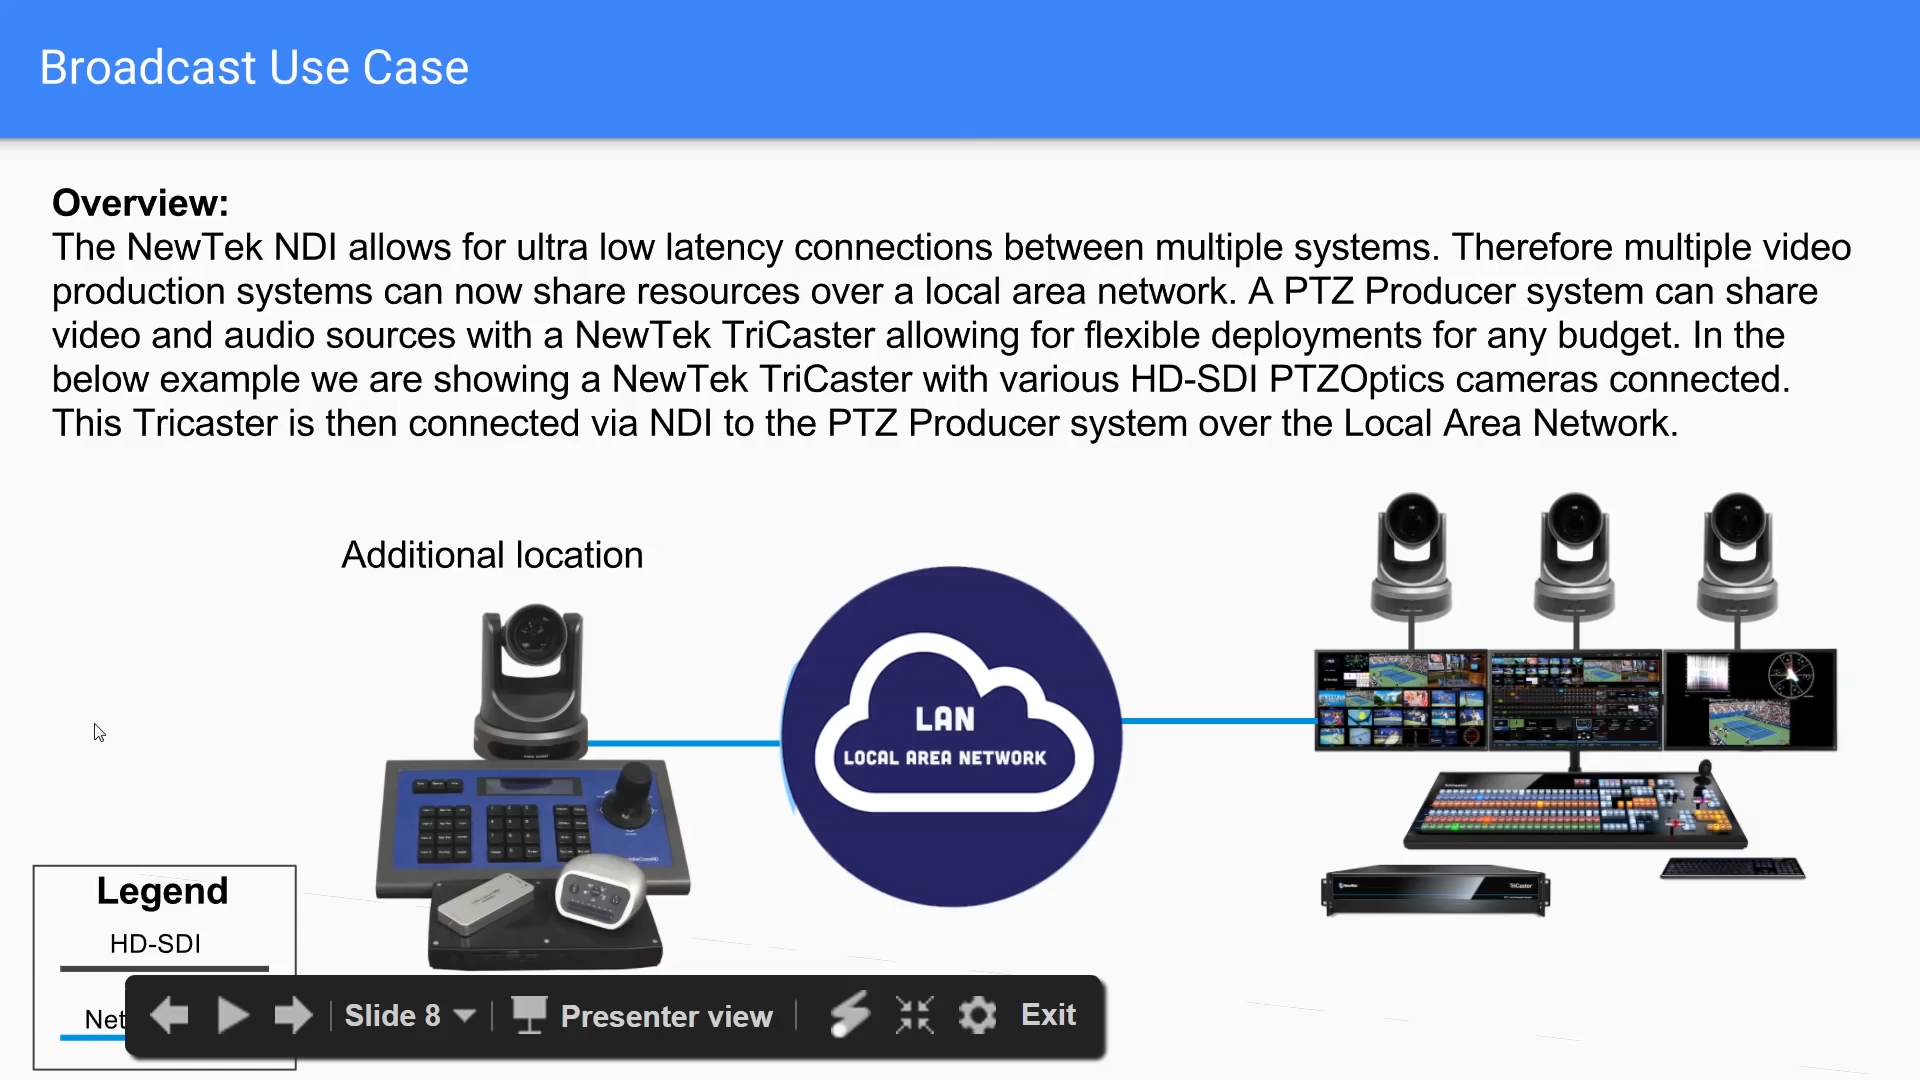 Broadcast Use Case
Overview:
The NewTek NDI allows for ultra low latency connections between multiple systems. Therefore multiple video
production systems can now share resources over a local area network. A PTZ Producer system can share
video and audio sources with a NewTek TriCaster allowing for flexible deployments for any budget. In the
below example we are showing a NewTek TriCaster with various HD-SDI PTZOptics cameras connected.
This Tricaster is then connected via NDI to the PTZ Producer system over the Local Area Network.
Additional location
LAN
LOCAL AREA NETWORK
NewTek
TriCaster
Legend
HD-SDI
Net
Slide 8
Presenter view
Exit